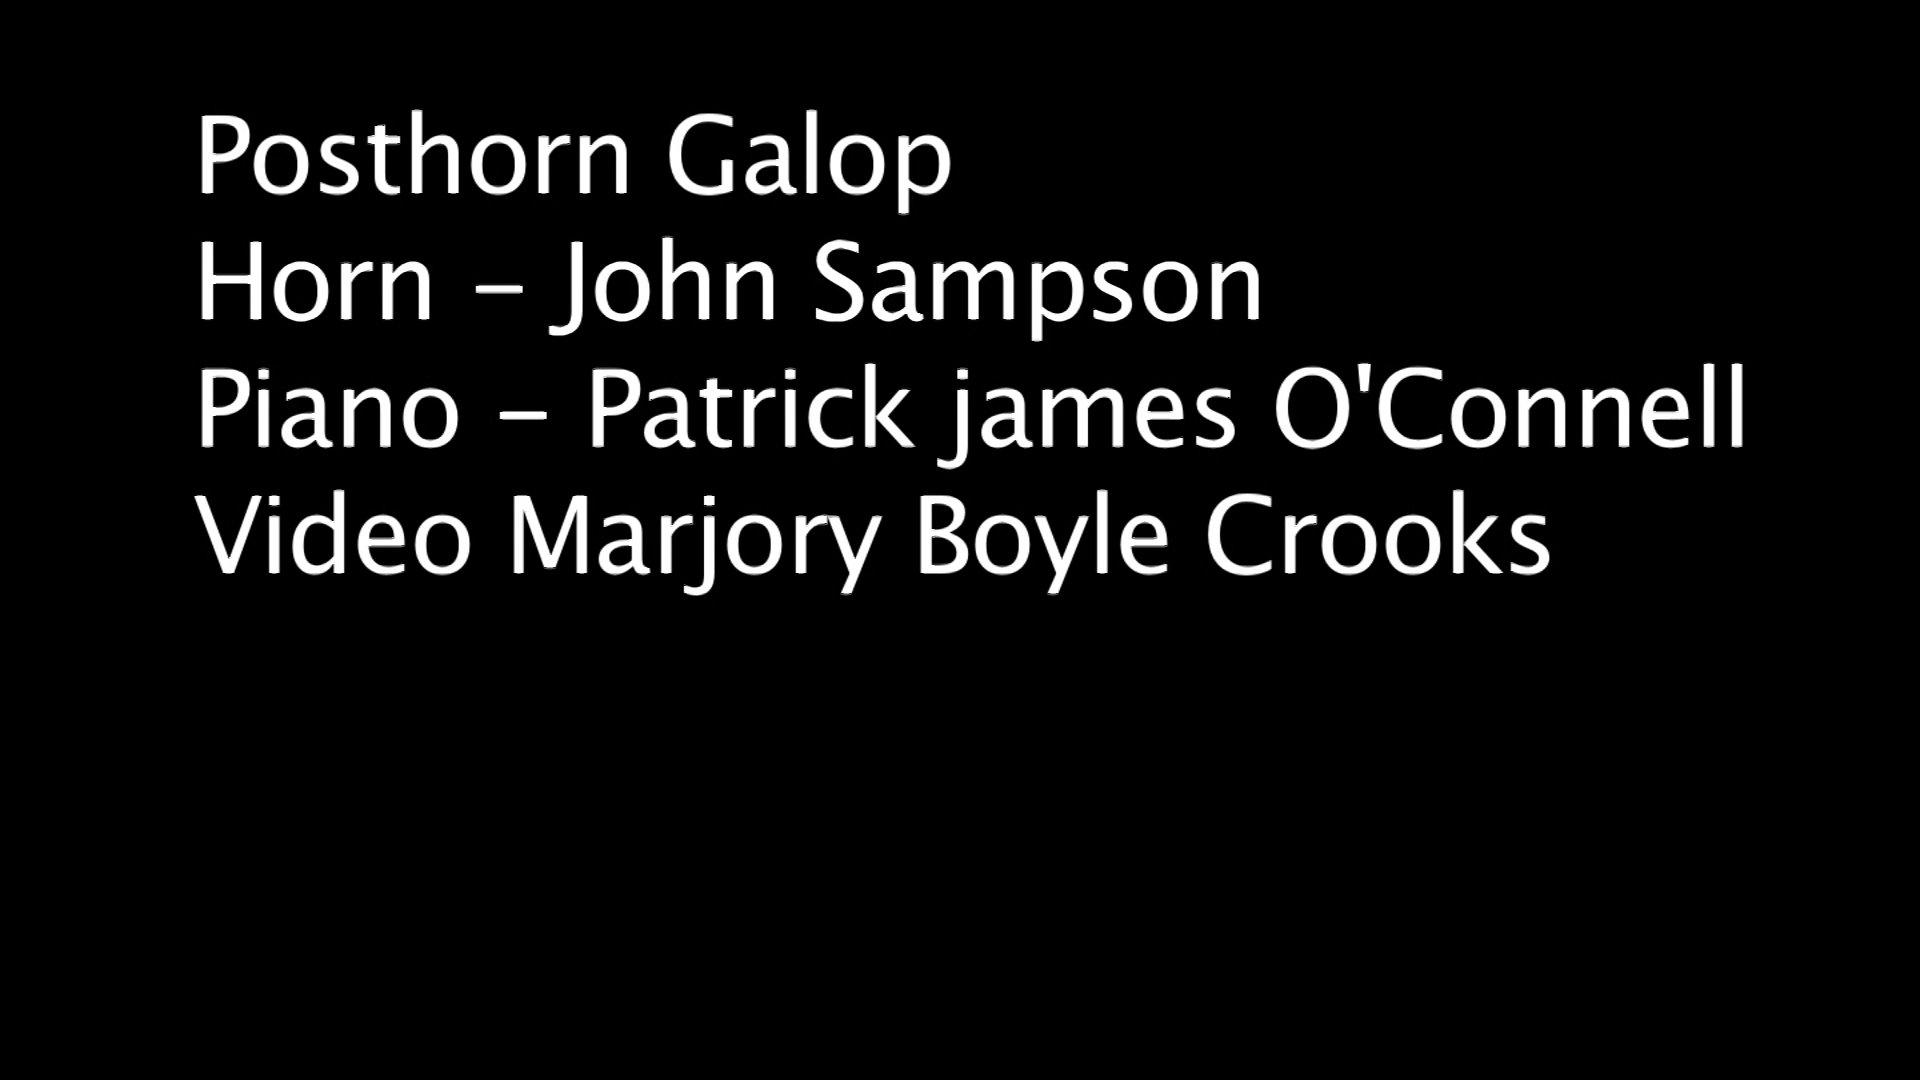 Posthorn Galop
Horn – John Sampson
Piano – Patrick james O'Connell
Video Marjory Boyle Crooks